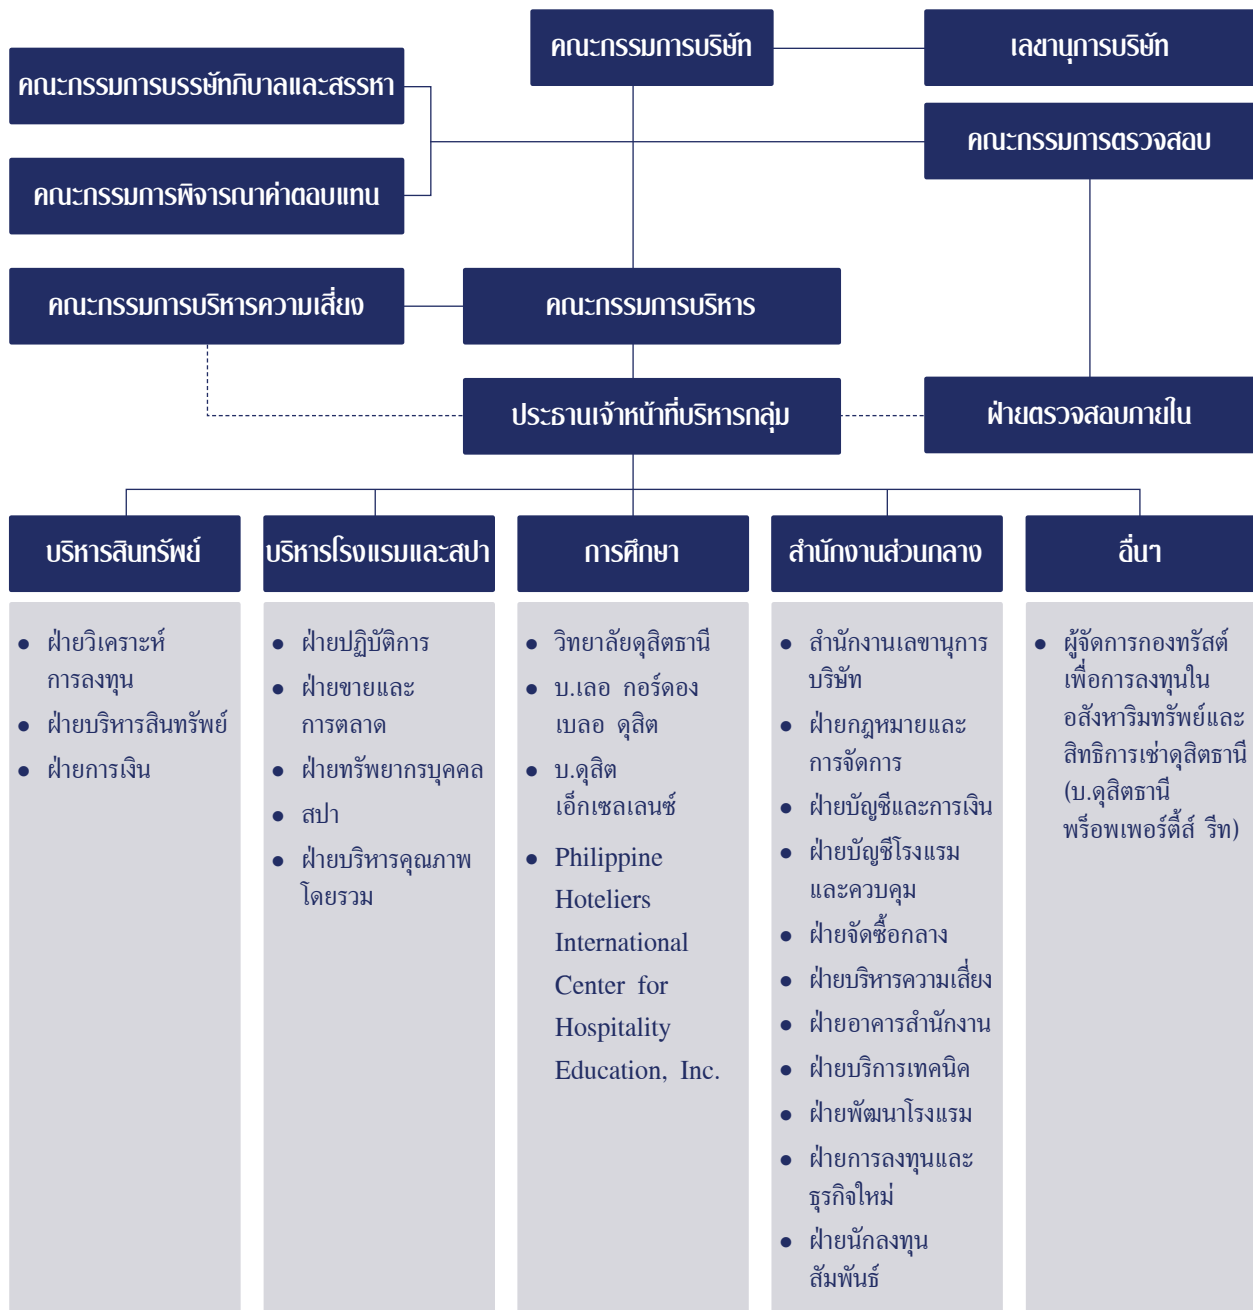 คณะกรรมการบริษัท
เลขานุการบริษัท
คณะกรรมการบรรษัทภิบาลและสรรหา
คณะกรรมการตรวจสอบ
คณะกรรมการพิจารณาค่าตอบแทน
คณะกรรมการบริหารความเสี่ยง
คณะกรรมการบริหาร
ประธานเจ้าหน้าที่บริหารกลุ่ม
ฝ่ายตรวจสอบภายใน
บริหารสินทรัพย์
● ฝ่ายวิเคราะห์
การลงทุน
● ฝ่ายบริหารสินทรัพย์
● ฝ่ายการเงิน
บริหารโรงแรมและสปา
● ฝ่ายปฏิบัติการ
● ฝ่ายขายและ
การตลาด
● ฝ่ายทรัพยากรบุคคล
● สปา
● ฝ่ายบริหารคุณภาพ
โดยรวม
การศึกษา
● วิทยาลัยดุสิตธานี
● บ.เลอ กอร์ดอง
เบลอ ดุสิต
● บ.ดุสิต
เอ็กเซลเลนซ์
● Philippine
Hoteliers
International
Center for
Hospitality
Education, Inc.
สำนักงานส่วนกลาง
● สำนักงานเลขานุการ
บริษัท
● ฝ่ายกฎหมายและ
การจัดการ
● ฝ่ายบัญชีและการเงิน
● ฝ่ายบัญชีโรงแรม
และควบคุม
● ฝ่ายจัดซื้อกลาง
● ฝ่ายบริหารความเสี่ยง
● ฝ่ายอาคารสำนักงาน
● ฝ่ายบริการเทคนิค
● ฝ่ายพัฒนาโรงแรม
● ฝ่ายการลงทุนและ
ธุรกิจใหม่
● ฝ่ายนักลงทุน
สัมพันธ์
อื่นๆ
● ผู้จัดการกองทรัสต์
เพื่อการลงทุนใน
อสังหาริมทรัพย์และ
สิทธิการเช่าดุสิตธานี
(บ.ดุสิตธานี
พร็อพเพอร์ตี้ส์ รีท)